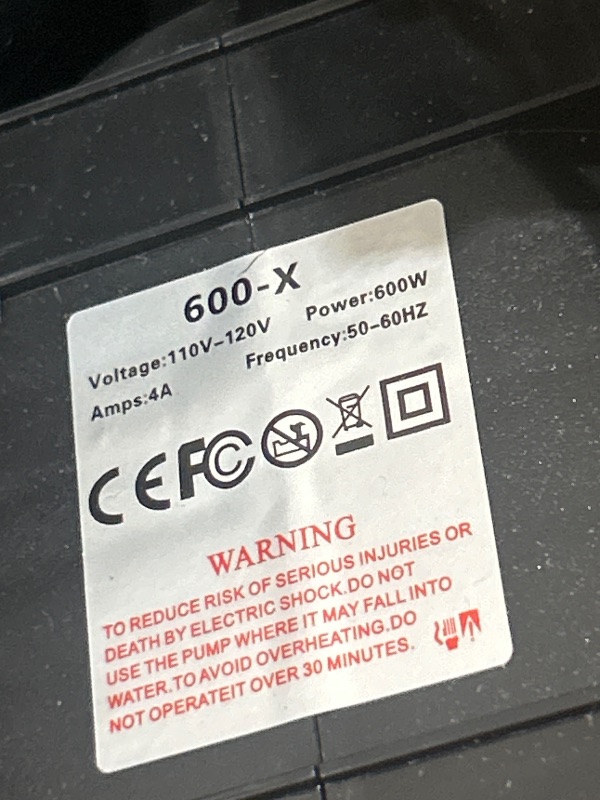 600-X
Voltage:110V-120V Power:600W
Amps:4A Frequency:50-60HZ
CE FC
WARNING
TO REDUCE RISK OF SERIOUS INJURIES OR
DEATH BY ELECTRIC SHOCK.DO NOT
USE THE PUMP WHERE IT MAY FALL INTO
WATER.TO AVOID OVERHEATING.DO
NOT OPERATEIT OVER 30 MINUTES.